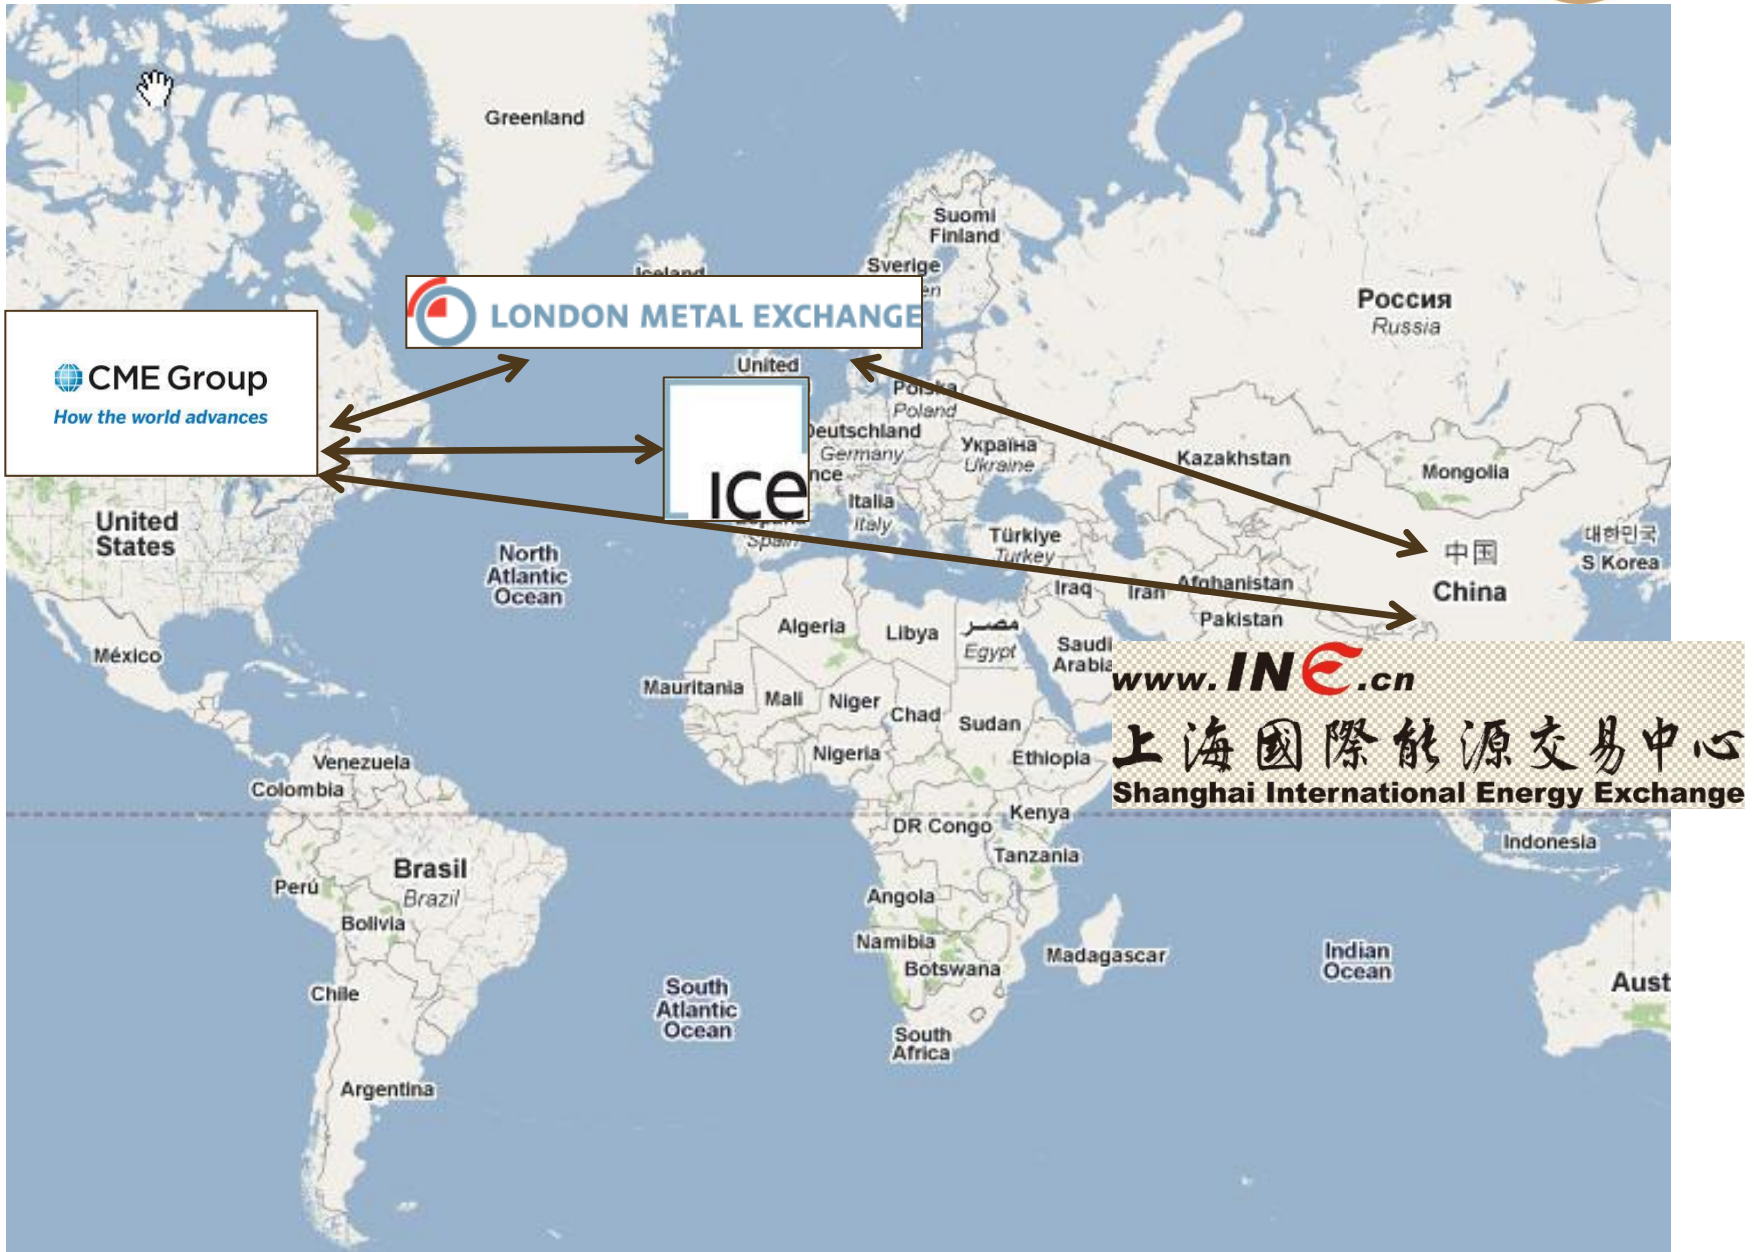 Greenland
Suomi
Finland
Sverige
en
Iceland
LONDON METAL EXCHANGE
Россия
Russia
CME Group
How the world advances
United
Polska
Poland
Deutschland
Germany
nce
Україна
Ukraine
Kazakhstan
Mongolia
ice
Italia
Italy
España
Spain
Türkiye
Turkey
United
States
North
Atlantic
Ocean
中国
China
대한민국
S Korea
Iraq
Iran
Afghanistan
Pakistan
México
Algeria
Libya
مصر
Egypt
Saudi
Arabia
www.INE.cn
上海國際能源交易中心
Shanghai International Energy Exchange
Mauritania
Mali
Niger
Chad
Sudan
Nigeria
Ethiopia
Venezuela
Colombia
DR Congo
Kenya
Tanzania
Indonesia
Perú
Brasil
Brazil
Bolivia
Angola
Namibia
Botswana
Madagascar
Indian
Ocean
Aust
Chile
South
Atlantic
Ocean
South
Africa
Argentina